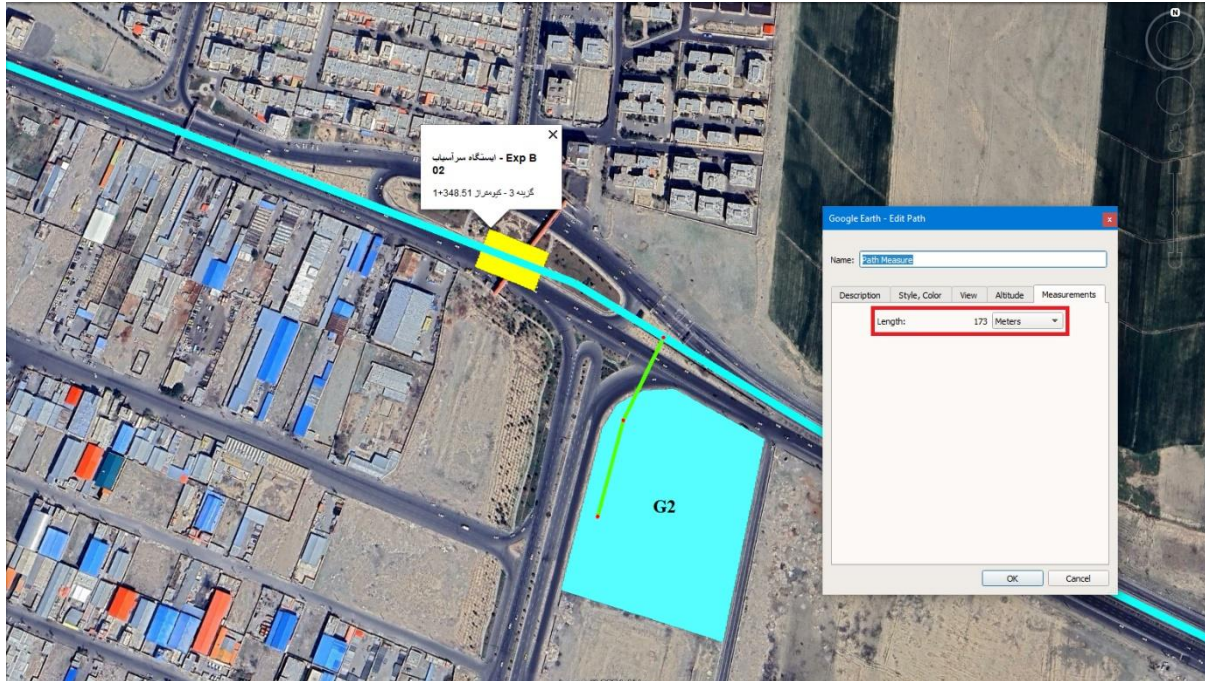 N
Exp B - ایستگاه سرآسیاب
02
گزینه 3 - کیومتراژ 1+348.51
G2
Google Earth - Edit Path
Name: Path Measure
Description Style, Color View Altitude Measurements
Length: 173 Meters
OK Cancel